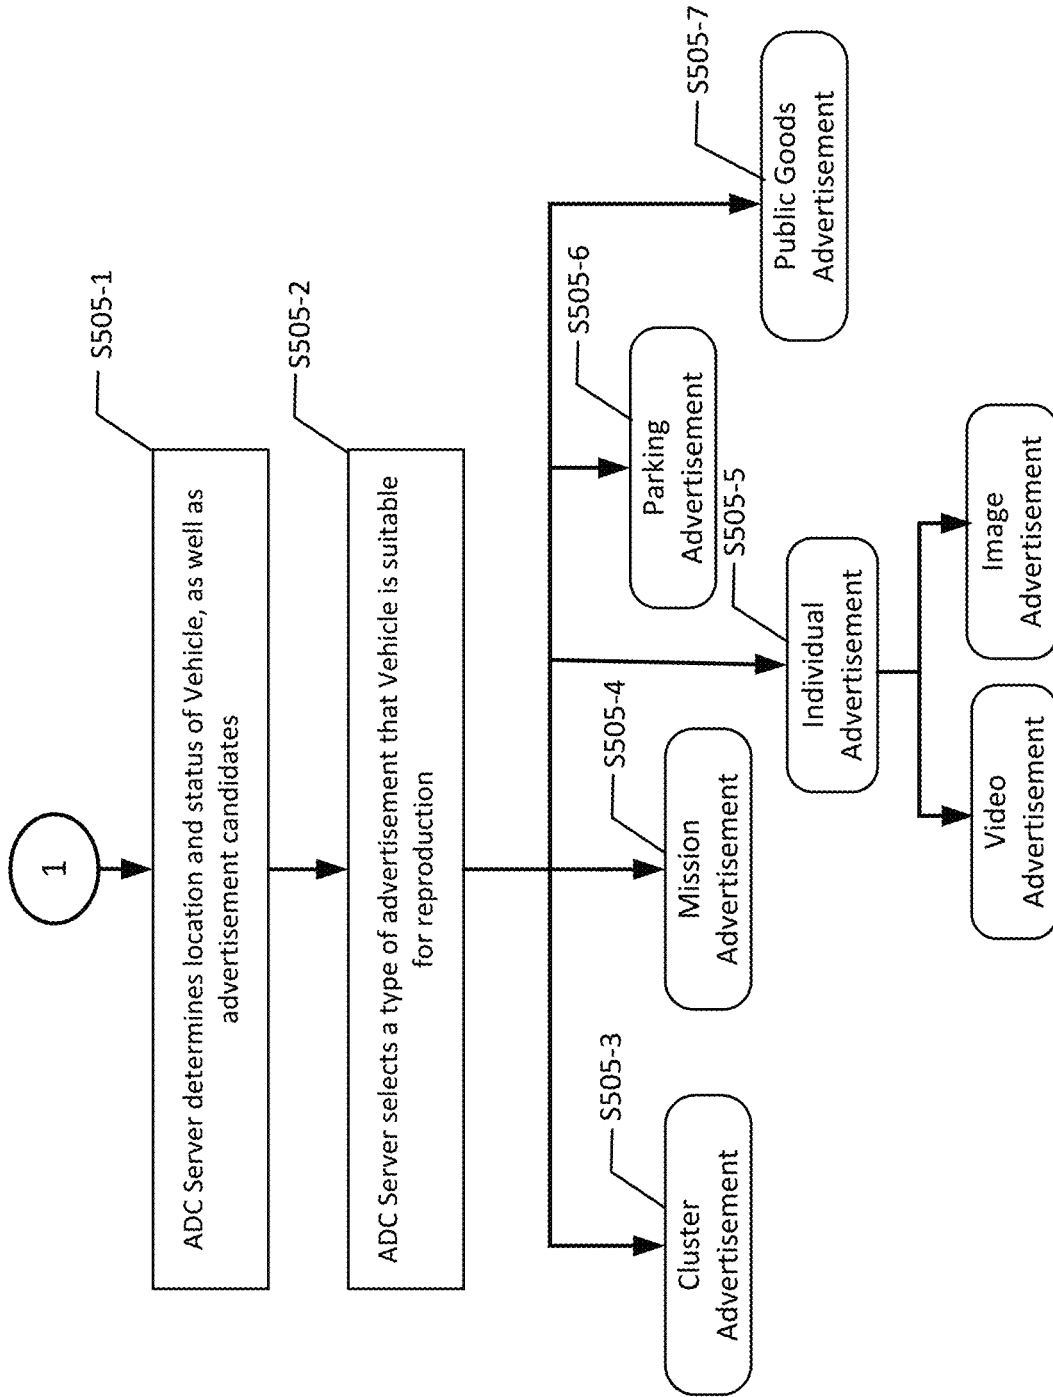 1
S505-1
ADC Server determines location and status of Vehicle, as well as
advertisement candidates
S505-2
ADC Server selects a type of advertisement that Vehicle is suitable
for reproduction
S505-3
Cluster
Advertisement
S505-4
Mission
Advertisement
S505-5
Individual
Advertisement
S505-6
Parking
Advertisement
S505-7
Public Goods
Advertisement
Video
Advertisement
Image
Advertisement